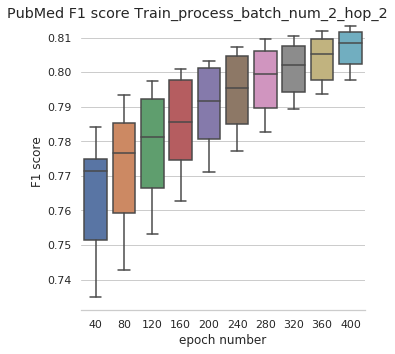 PubMed F1 score Train_process_batch_num_2_hop_2
0.81
0.80
0.79
0.78
0.77
0.76
0.75
0.74
F1 score
40 80 120 160 200 240 280 320 360 400
epoch number